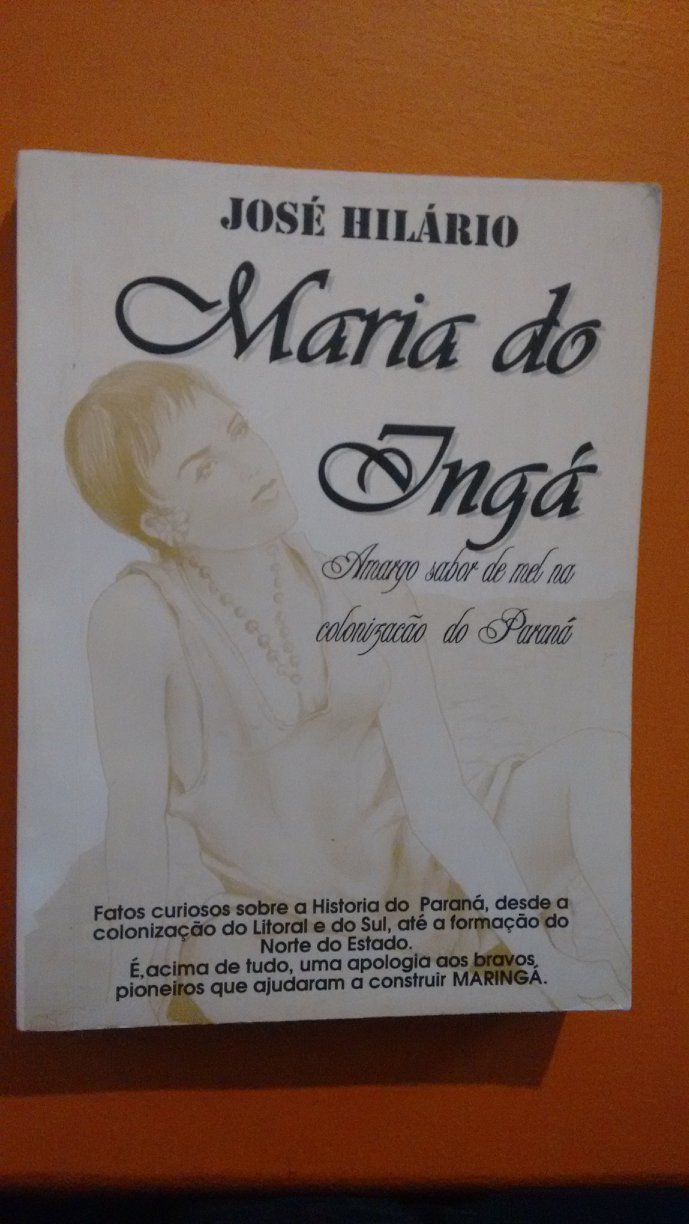 JOSÉ HILÁRIO
Maria do
Ingá
Amargo sabor de mel na
colonização do Paraná
Fatos curiosos sobre a Historia do Paraná, desde a
colonização do Litoral e do Sul, até a formação do
Norte do Estado.
É,acima de tudo, uma apologia aos bravos
pioneiros que ajudaram a construir MARINGÁ.